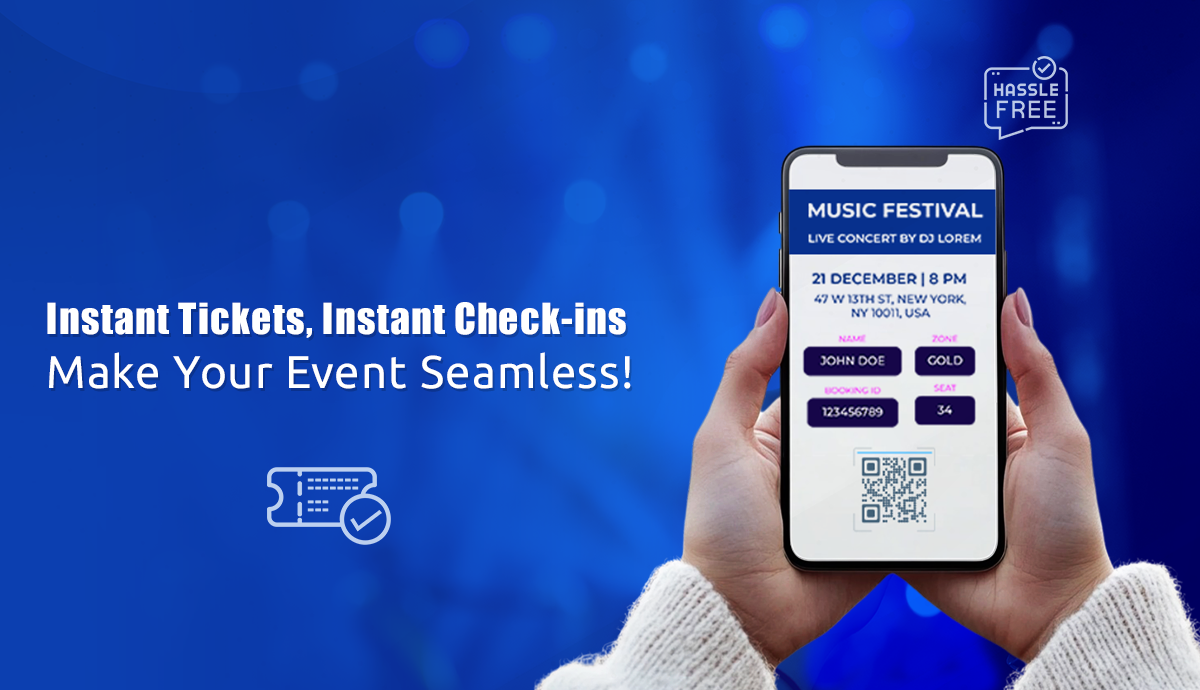 Instant Tickets, Instant Check-ins
Make Your Event Seamless!
HASSLE
FREE
MUSIC FESTIVAL
LIVE CONCERT BY DJ LOREM
21 DECEMBER | 8 PM
47 W 13TH ST, NEW YORK,
NY 10011, USA
NAME ZONE
JOHN DOE GOLD
BOOKING ID SEAT
123456789 34